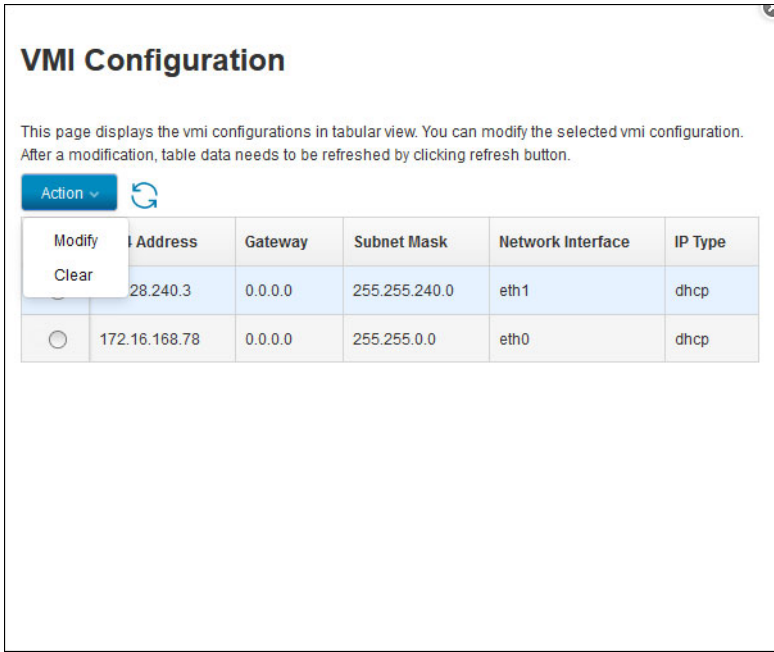 VMI Configuration
This page displays the vmi configurations in tabular view. You can modify the selected vmi configuration.
After a modification, table data needs to be refreshed by clicking refresh button.
Action
Modify
Clear
Address Gateway Subnet Mask Network Interface IP Type
28.240.3 0.0.0.0 255.255.240.0 eth1 dhcp
172.16.168.78 0.0.0.0 255.255.0.0 eth0 dhcp